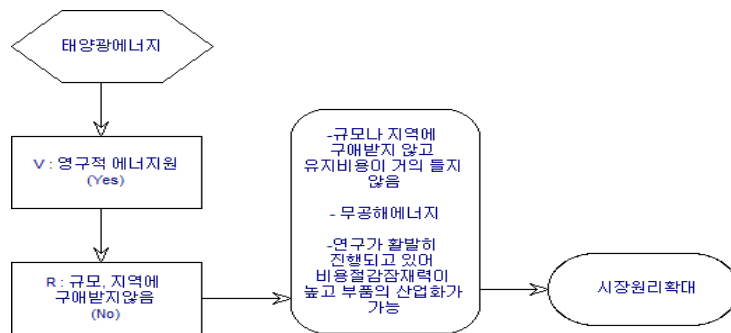 태양광에너지
V : 영구적 에너지원
(Yes)
R : 규모, 지역에
구애받지않음
(No)
-규모나 지역에
구애받지 않고
유지비용이 거의 들지
않음
- 무공해에너지
-연구가 활발히
진행되고 있어
비용절감잠재력이
높고 부품의 산업화가
가능
시장원리확대